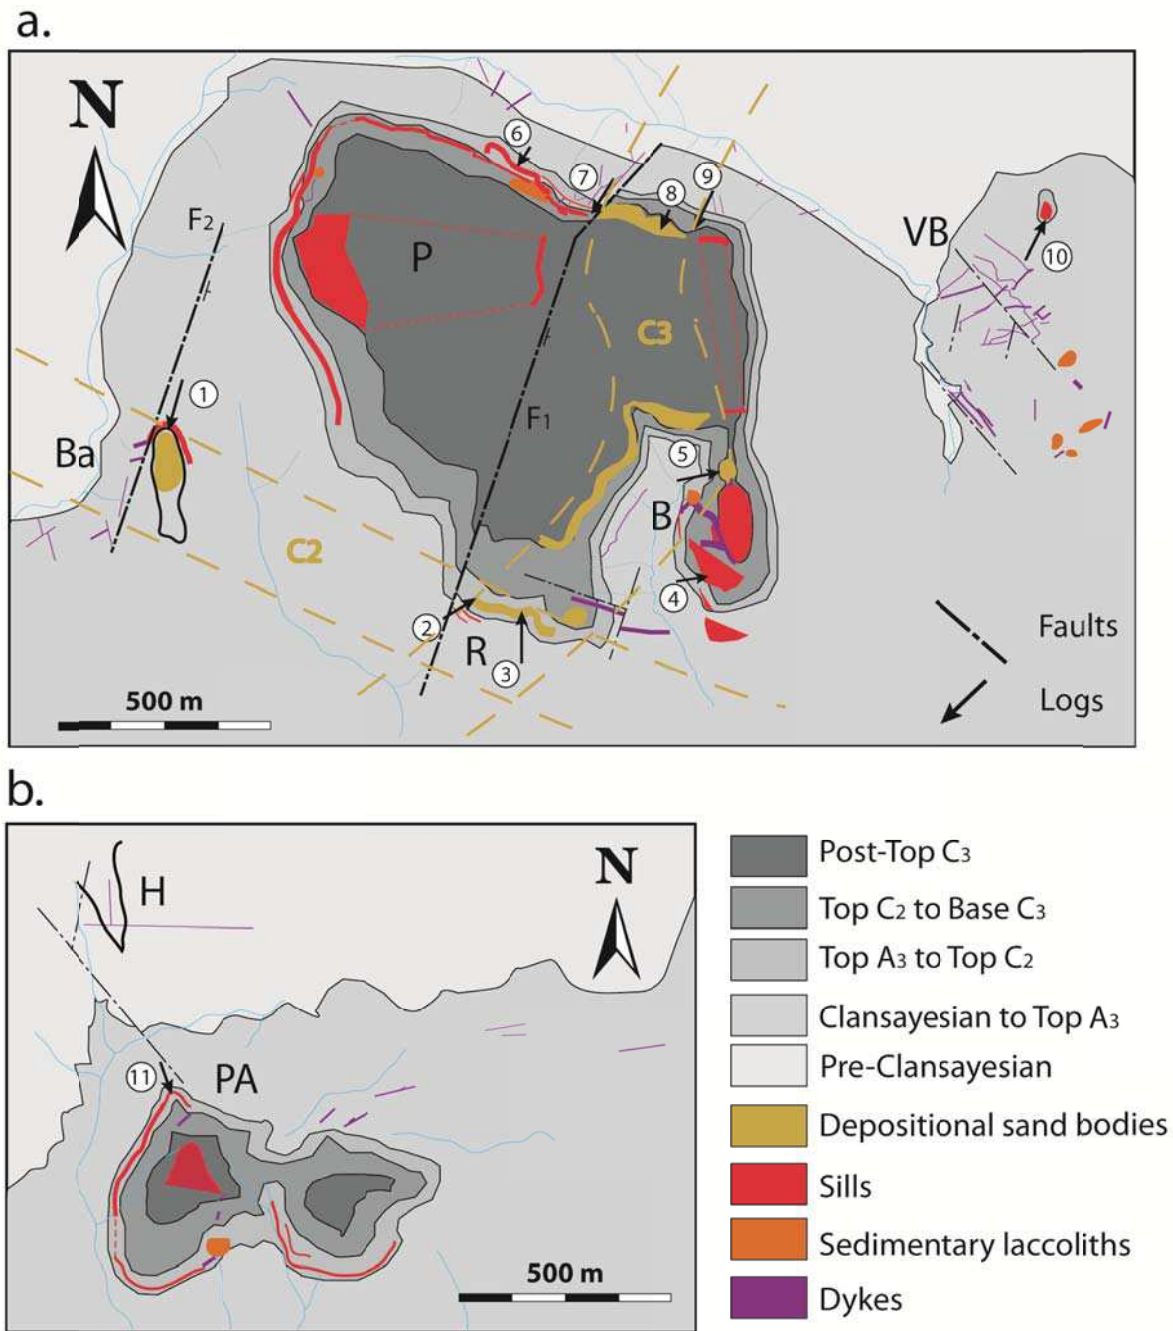 a.
N
F2
6
7
8
9
VB
10
P
C3
1
Ba
F1
5
B
C2
4
2
R
3
Faults
500 m
Logs
b.
H
N
11
PA
500 m
Post-Top C3
Top C2 to Base C3
Top A3 to Top C2
Clansayesian to Top A3
Pre-Clansayesian
Depositional sand bodies
Sills
Sedimentary laccoliths
Dykes